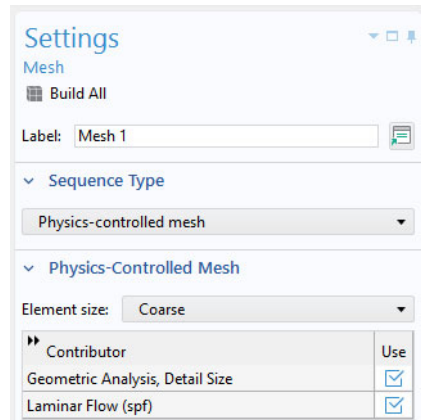 Settings
Mesh
Build All
Label: Mesh 1
Sequence Type
Physics-controlled mesh
Physics-Controlled Mesh
Element size: Coarse
Contributor Use
Geometric Analysis, Detail Size
Laminar Flow (spf)